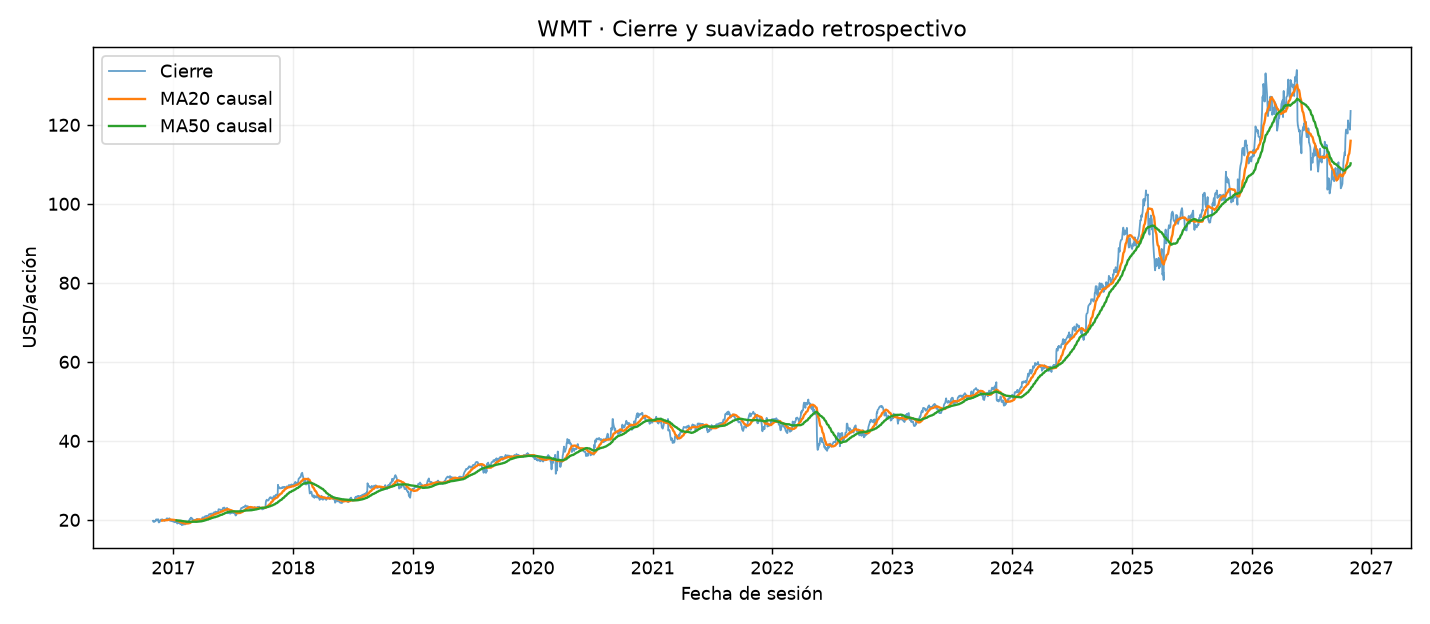 WMT · Cierre y suavizado retrospectivo
Cierre
MA20 causal
MA50 causal
USD/acción
120
100
80
60
40
20
2017 2018 2019 2020 2021 2022 2023 2024 2025 2026 2027
Fecha de sesión